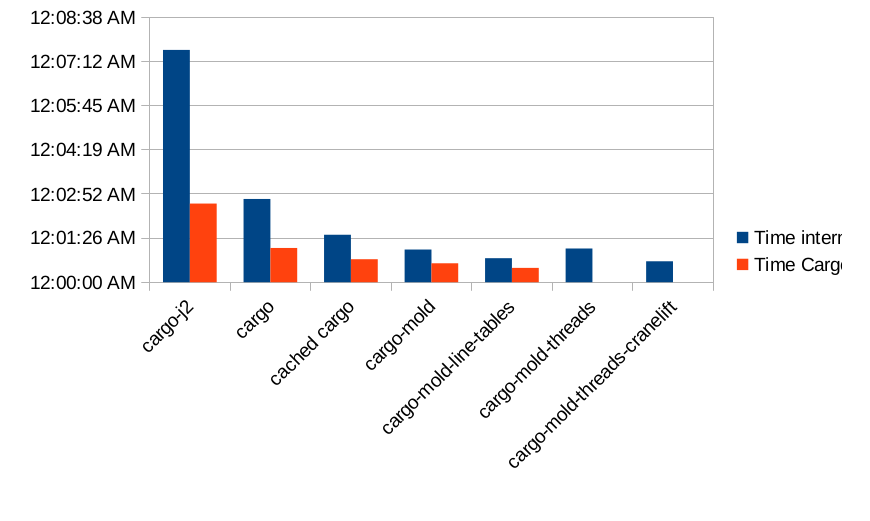 12:08:38 AM
12:07:12 AM
12:05:45 AM
12:04:19 AM
12:02:52 AM
12:01:26 AM
12:00:00 AM
Time intern
Time Carg
cargo-j2
cargo
cached cargo
cargo-mold
cargo-mold-line-tables
cargo-mold-threads
cargo-mold-threads-cranelift